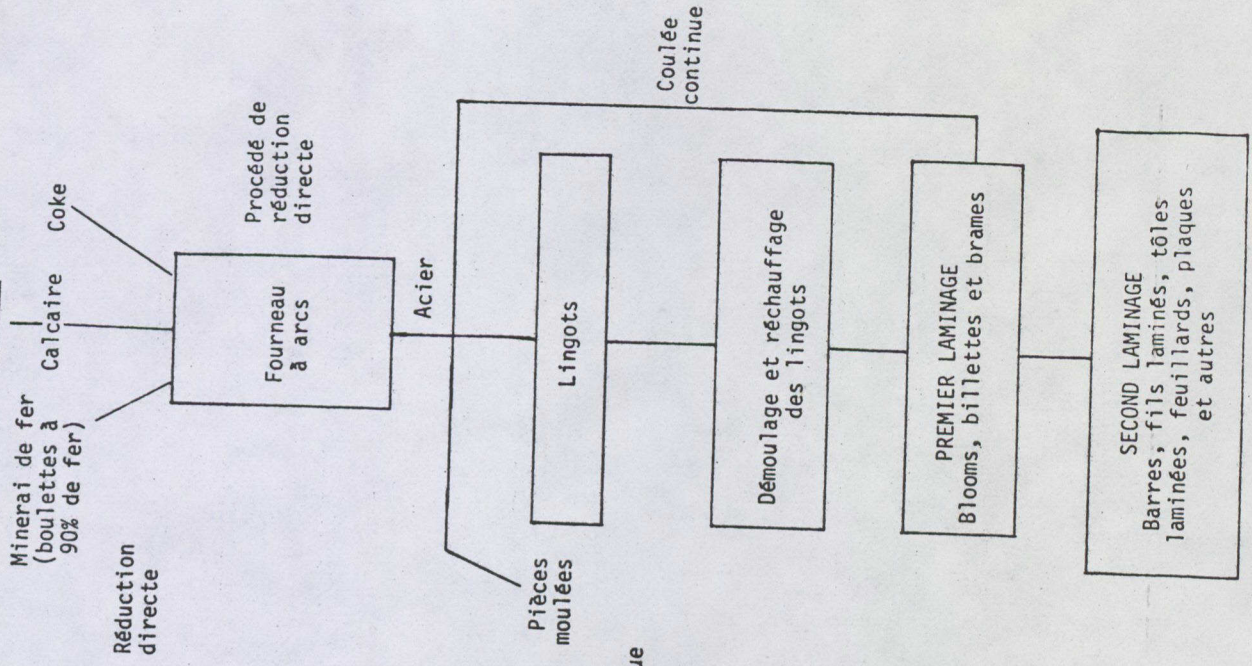 Minerai de fer
(boulettes à
90% de fer)
Calcaire
Coke
Réduction
directe
Fourneau
à arcs
Procédé de
réduction
directe
Acier
Coulée
continue
Pièces
moulées
Lingots
Démoulage et réchauffage
des lingots
PREMIER LAMINAGE
Blooms, billettes et brames
SECOND LAMINAGE
Barres, fils laminés, tôles
laminées, feuillards, plaques
et autres
ue